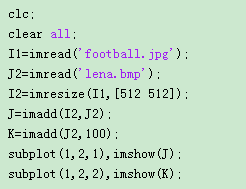 clc;
clear all;
I1=imread('football.jpg');
J2=imread('lena.bmp');
I2=imresize(I1,[512 512]);
J=imadd(I2,J2);
K=imadd(J2,100);
subplot(1,2,1),imshow(J);
subplot(1,2,2),imshow(K);